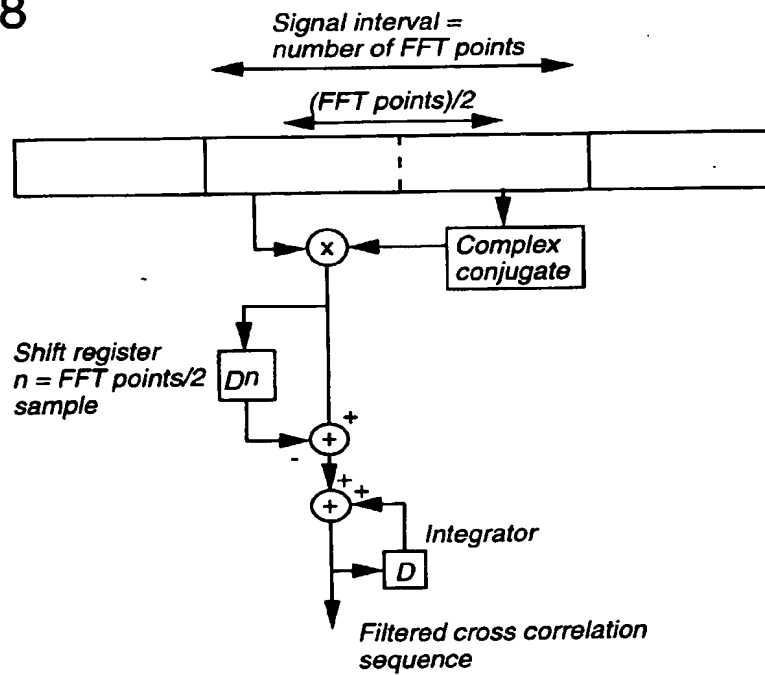 8
Signal interval =
number of FFT points
(FFT points)/2
x
Complex
conjugate
Shift register
n = FFT points/2
sample
Dn
+
+
-
+
+
+
Integrator
D
Filtered cross correlation
sequence